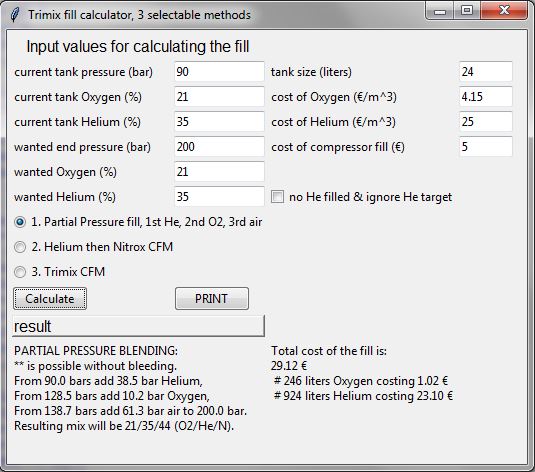 Trimix fill calculator, 3 selectable methods
Input values for calculating the fill
current tank pressure (bar) 90 tank size (liters) 24
current tank Oxygen (%) 21 cost of Oxygen (€/m^3) 4.15
current tank Helium (%) 35 cost of Helium (€/m^3) 25
wanted end pressure (bar) 200 cost of compressor fill (€) 5
wanted Oxygen (%) 21
wanted Helium (%) 35 no He filled & ignore He target
1. Partial Pressure fill, 1st He, 2nd O2, 3rd air
2. Helium then Nitrox CFM
3. Trimix CFM
Calculate PRINT
result
PARTIAL PRESSURE BLENDING:
** is possible without bleeding.
From 90.0 bars add 38.5 bar Helium,
From 128.5 bars add 10.2 bar Oxygen,
From 138.7 bars add 61.3 bar air to 200.0 bar.
Resulting mix will be 21/35/44 (O2/He/N).
Total cost of the fill is:
29.12 €
# 246 liters Oxygen costing 1.02 €
# 924 liters Helium costing 23.10 €